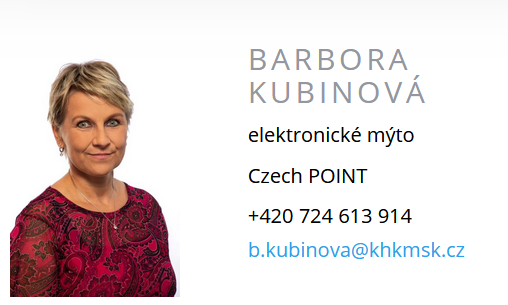 BARBORA
KUBINOVÁ
elektronické mýto
Czech POINT
+420 724 613 914
b.kubinova@khkmsk.cz